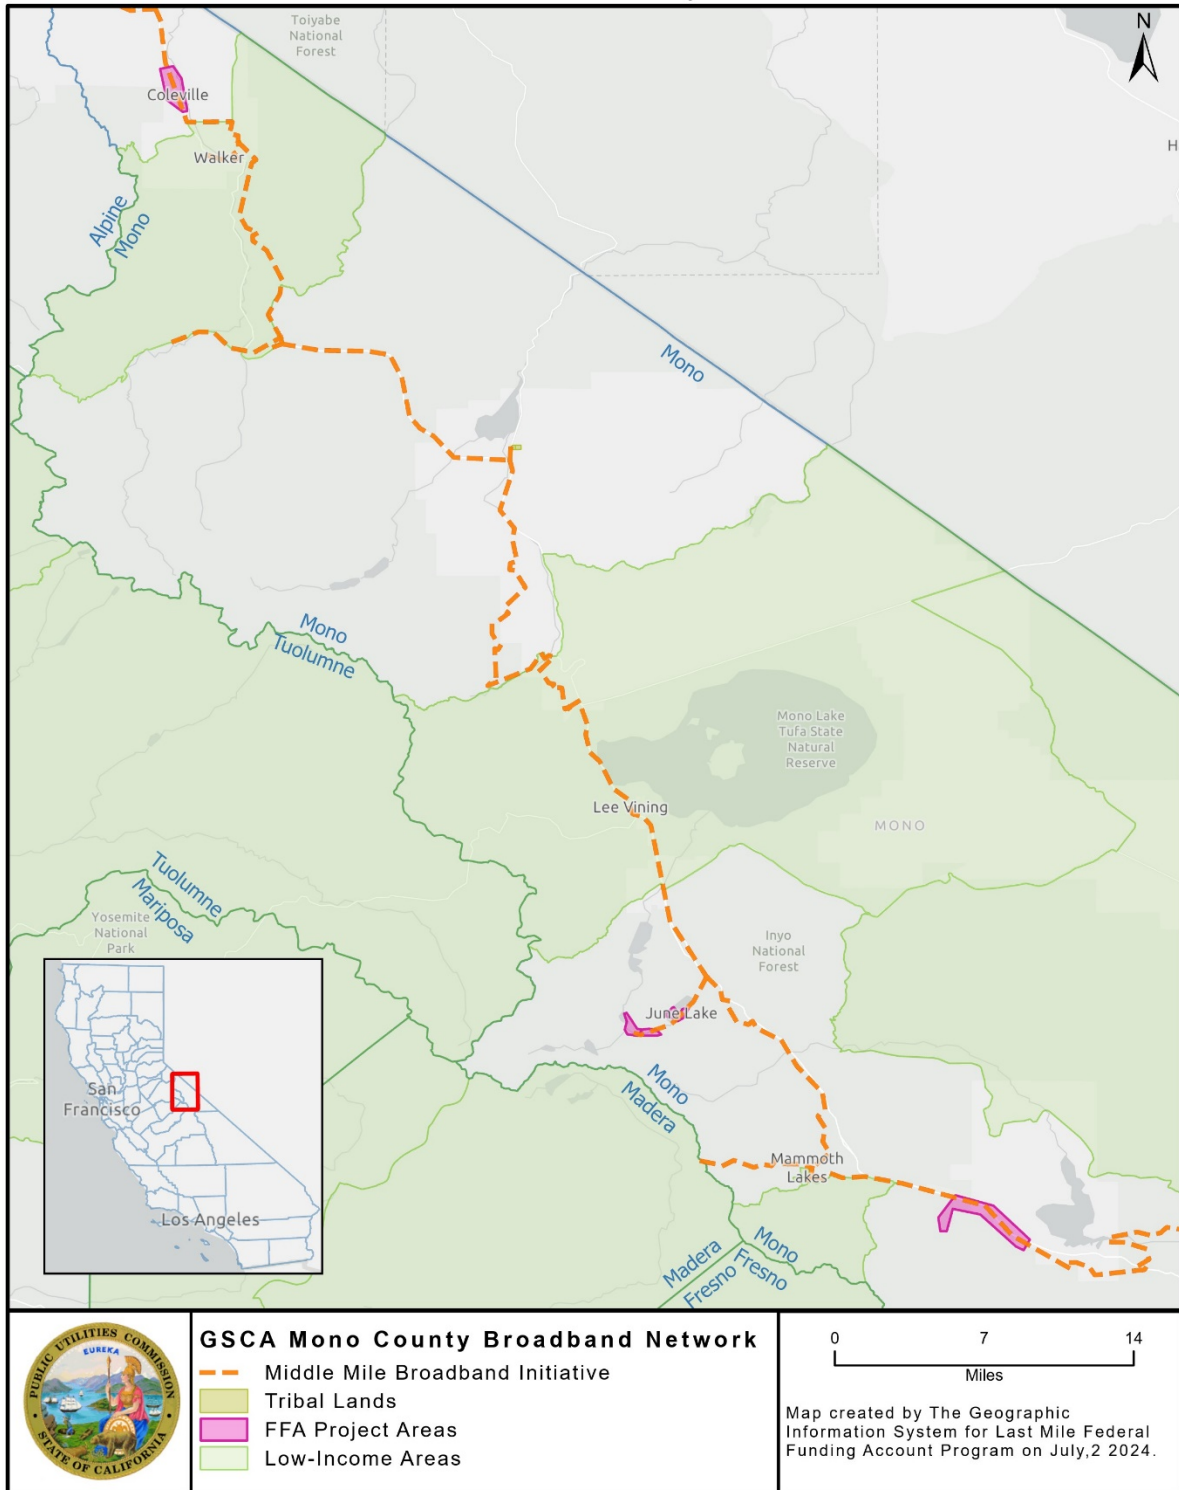 Toiyabe
National
Forest
N
Coleville
H
Walker
Alpine
Mono
Mono
Mono
Tuolumne
Mono Lake
Tufa State
Natural
Reserve
Lee Vining
MONO
Tuolumne
Mariposa
Yosemite
National
Park
Inyo
National
Forest
June Lake
Mono
Madera
San
Francisco
Los Angeles
Mammoth
Lakes
Madera
Fresno
Mono
Fresno
PUBLIC UTILITIES COMMISSION
EUREKA
STATE OF CALIFORNIA
GSCA Mono County Broadband Network
Middle Mile Broadband Initiative
Tribal Lands
FFA Project Areas
Low-Income Areas
0 7 14
Miles
Map created by The Geographic
Information System for Last Mile Federal
Funding Account Program on July,2 2024.